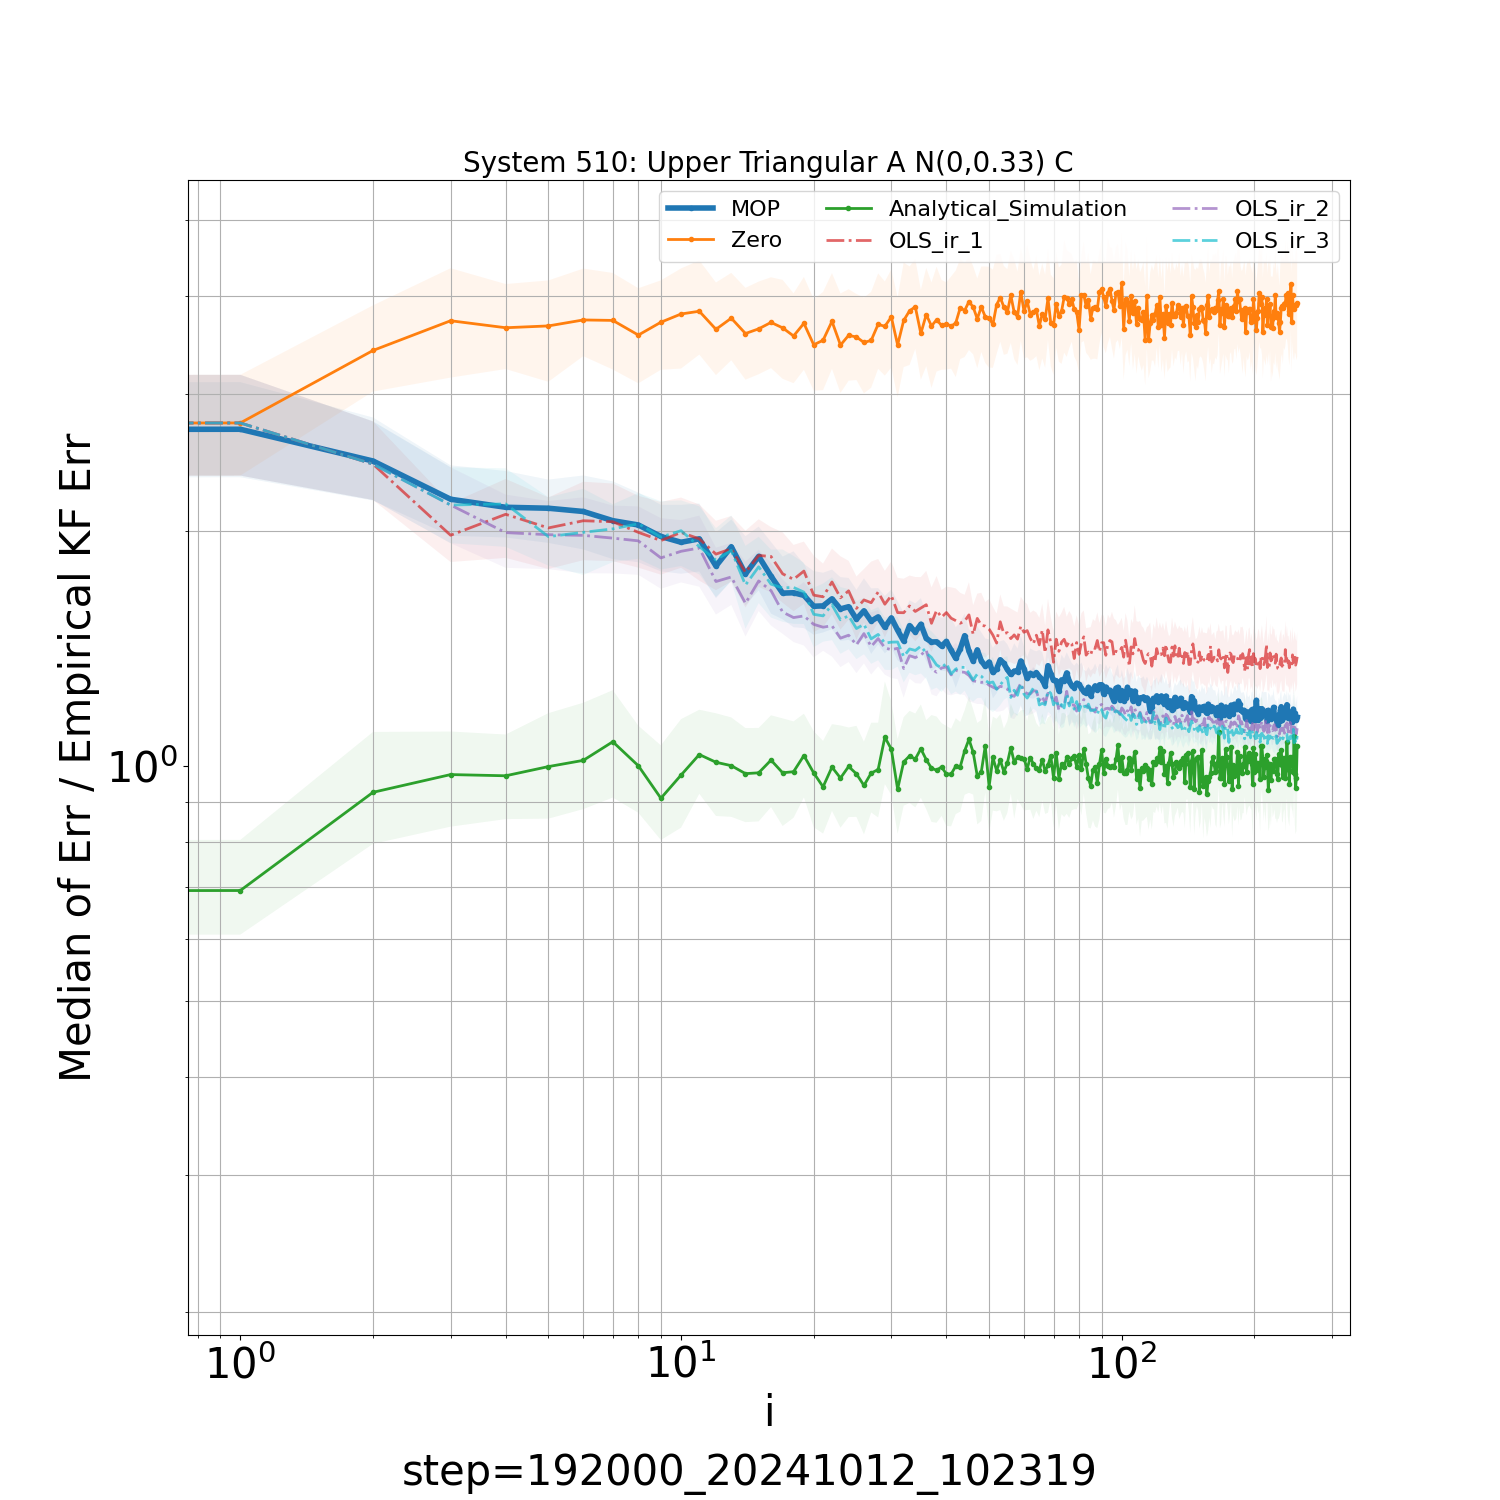 System 510: Upper Triangular A N(0,0.33) C
MOP
Zero
Analytical_Simulation
OLS_ir_1
OLS_ir_2
OLS_ir_3
Median of Err / Empirical KF Err
10⁰
10⁰ 10¹ 10²
i
step=192000_20241012_102319